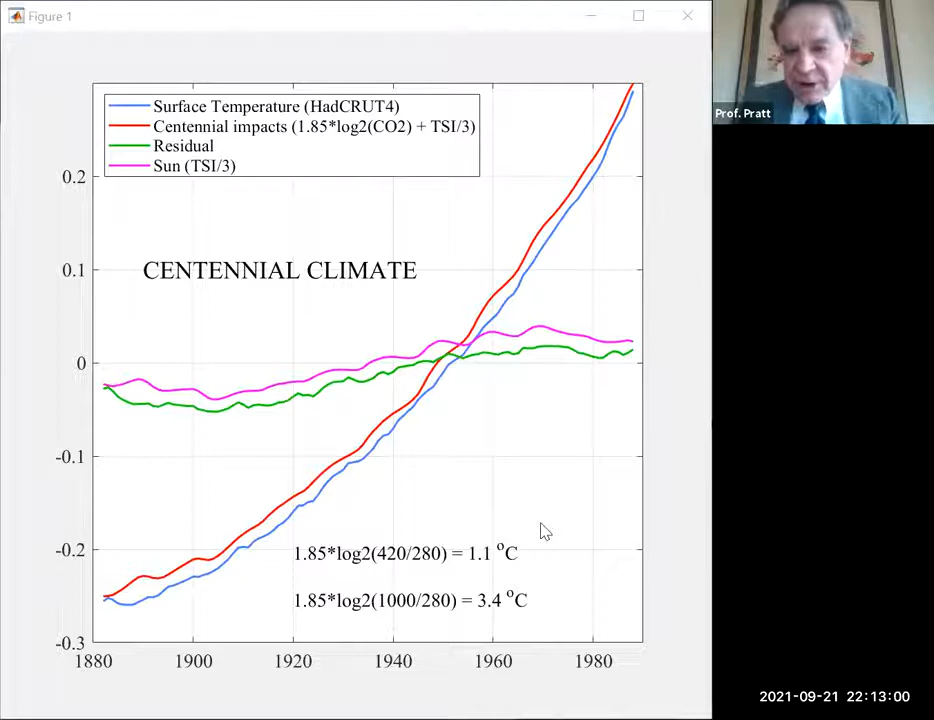 Figure 1
Surface Temperature (HadCRUT4)
Centennial impacts (1.85*log2(CO2) + TSI/3)
Residual
Sun (TSI/3)
CENTENNIAL CLIMATE
0.2
0.1
0
-0.1
-0.2
-0.3
1.85*log2(420/280) = 1.1 °C
1.85*log2(1000/280) = 3.4 °C
1880 1900 1920 1940 1960 1980
Prof. Pratt
2021-09-21 22:13:00